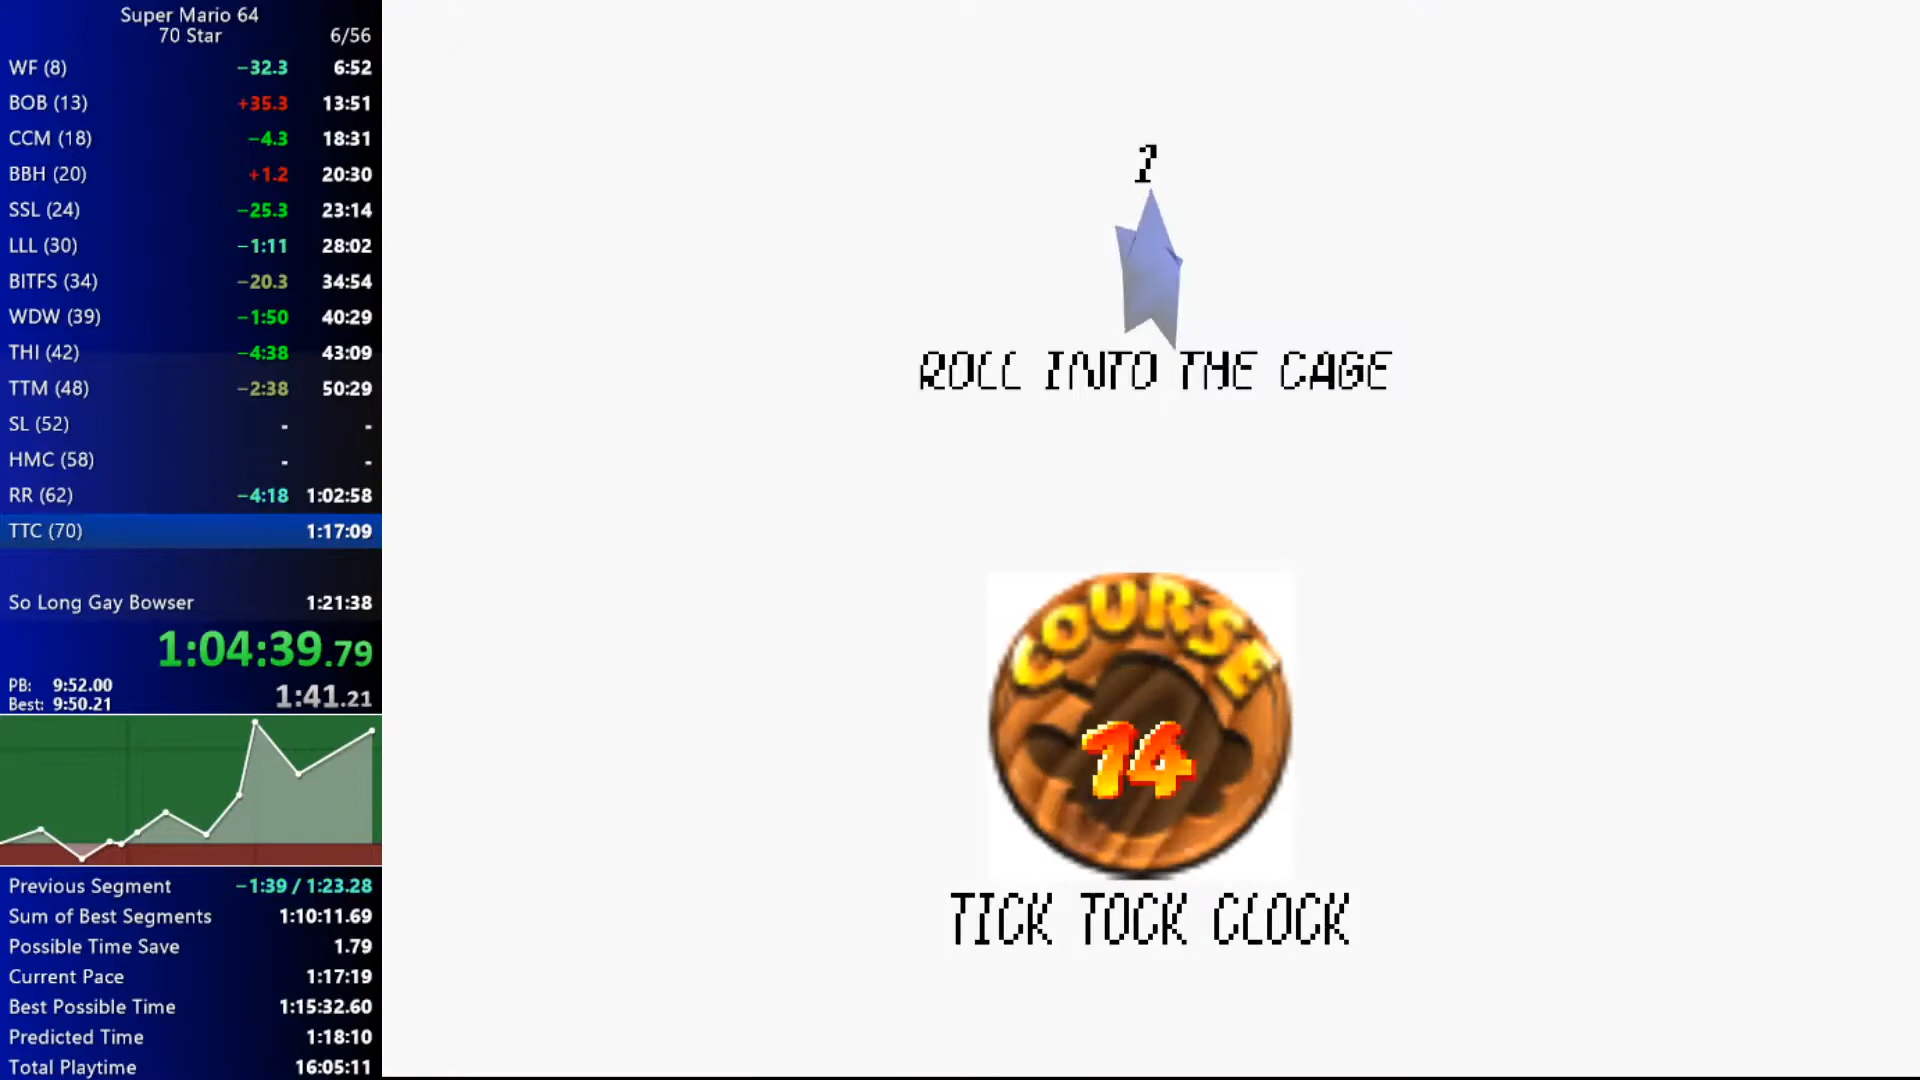 Super Mario 64
70 Star 6/56
WF (8) −32.3 6:52
BOB (13) +35.3 13:51
CCM (18) −4.3 18:31
BBH (20) +1.2 20:30
SSL (24) −25.3 23:14
LLL (30) −1:11 28:02
BITFS (34) −20.3 34:54
WDW (39) −1:50 40:29
THI (42) −4:38 43:09
TTM (48) −2:38 50:29
SL (52) - -
HMC (58) - -
RR (62) −4:18 1:02:58
TTC (70) 1:17:09
So Long Gay Bowser 1:21:38
1:04:39.79
PB: 9:52.00
Best: 9:50.21
1:41.21
Previous Segment −1:39 / 1:23.28
Sum of Best Segments 1:10:11.69
Possible Time Save 1.79
Current Pace 1:17:19
Best Possible Time 1:15:32.60
Predicted Time 1:18:10
Total Playtime 16:05:11
2
ROLL INTO THE CAGE
COURSE
14
TICK TOCK CLOCK